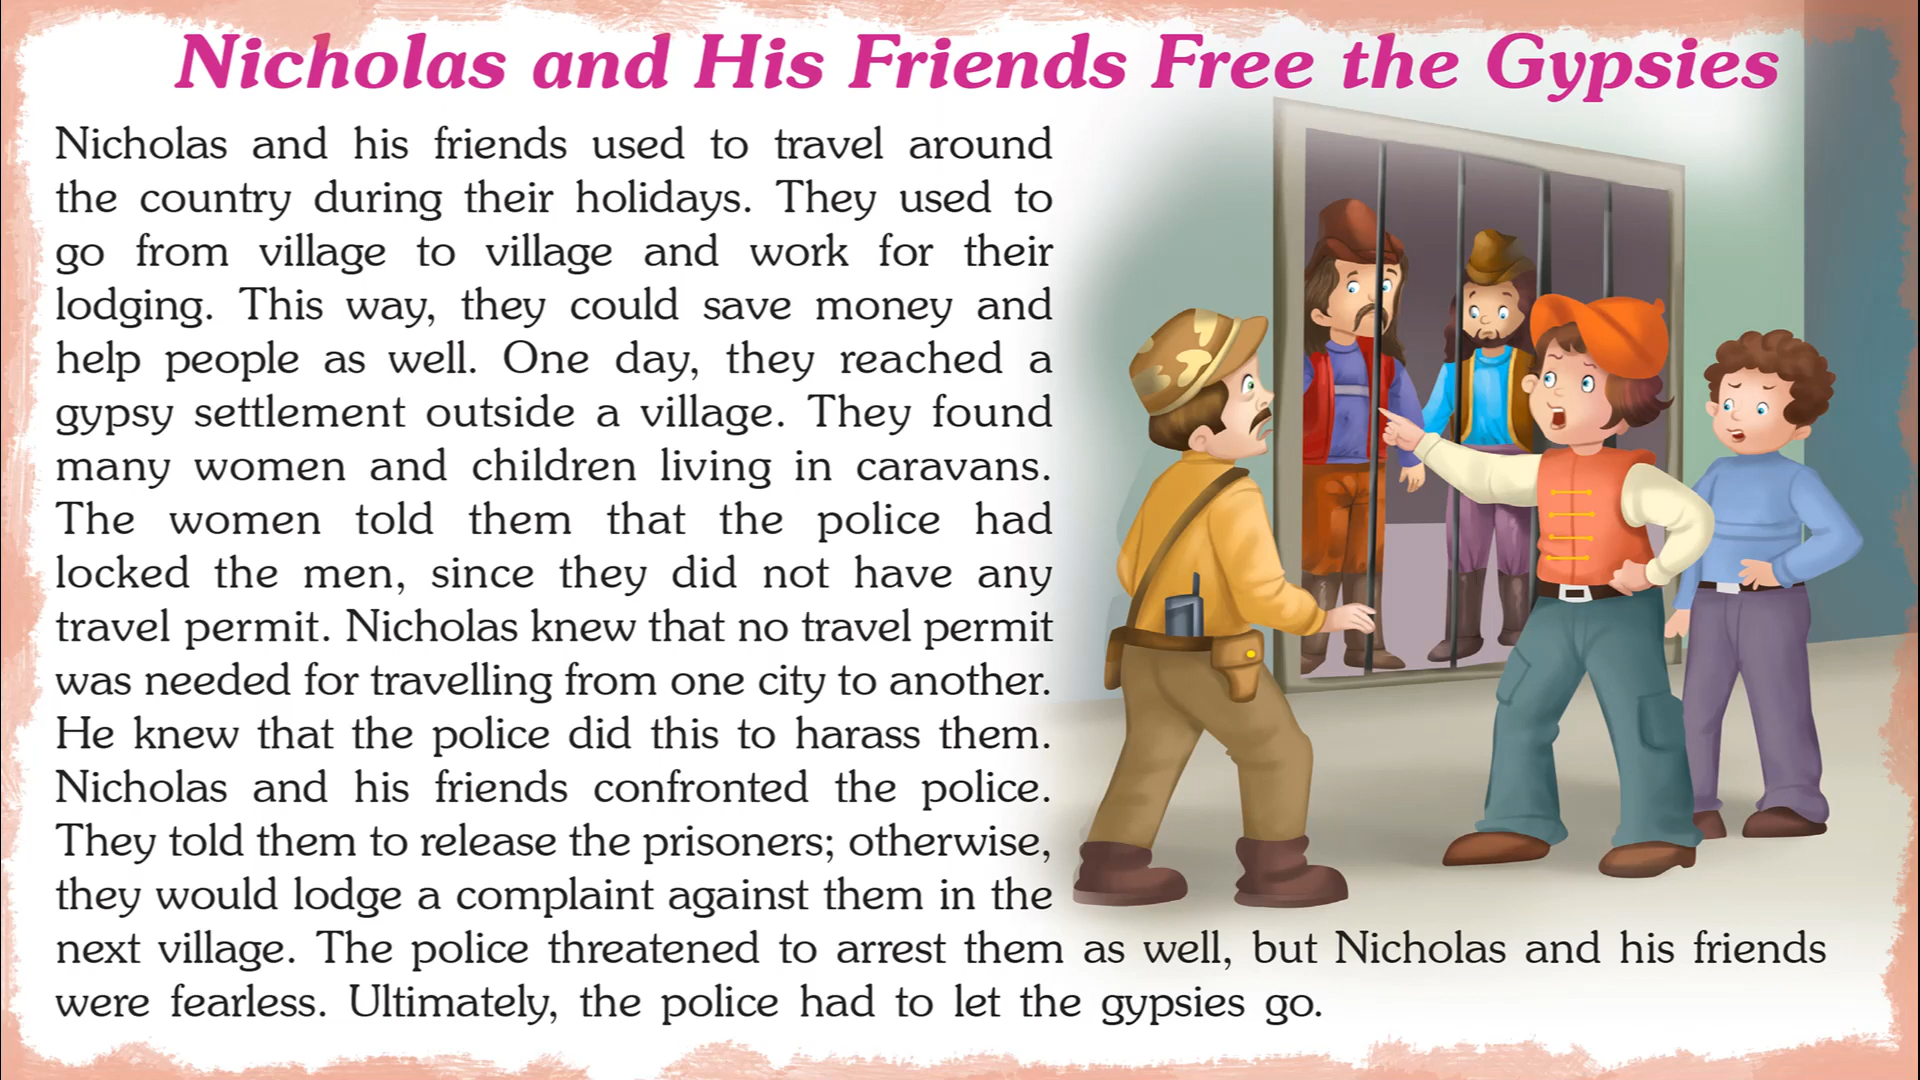 Nicholas and His Friends Free the Gypsies
Nicholas and his friends used to travel around
the country during their holidays. They used to
go from village to village and work for their
lodging. This way, they could save money and
help people as well. One day, they reached a
gypsy settlement outside a village. They found
many women and children living in caravans.
The women told them that the police had
locked the men, since they did not have any
travel permit. Nicholas knew that no travel permit
was needed for travelling from one city to another.
He knew that the police did this to harass them.
Nicholas and his friends confronted the police.
They told them to release the prisoners; otherwise,
they would lodge a complaint against them in the
next village. The police threatened to arrest them as well, but Nicholas and his friends
were fearless. Ultimately, the police had to let the gypsies go.